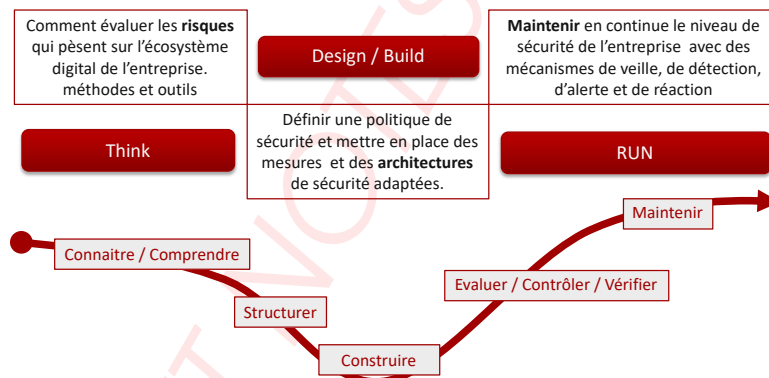 Comment évaluer les risques
qui pèsent sur l'écosystème
digital de l'entreprise.
méthodes et outils
Design / Build
Maintenir en continue le niveau de
sécurité de l'entreprise avec des
mécanismes de veille, de détection,
d'alerte et de réaction
Think
Définir une politique de
sécurité et mettre en place des
mesures et des architectures
de sécurité adaptées.
RUN
Maintenir
Connaitre / Comprendre
Evaluer / Contrôler / Vérifier
Structurer
Construire